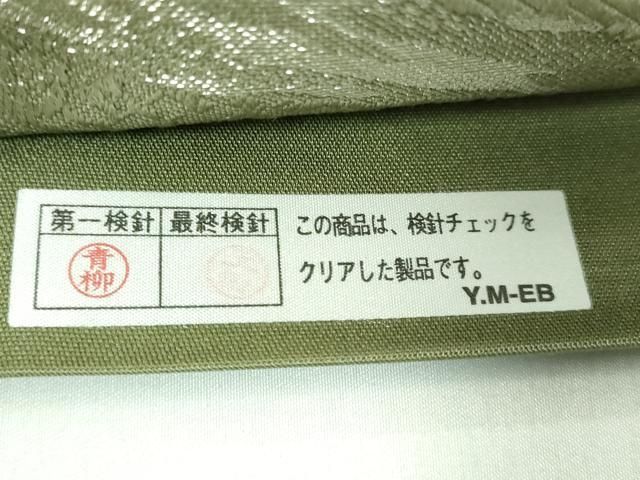 第一検針 最終検針
青柳
この商品は、検針チェックを
クリアした製品です。
Y.M-EB